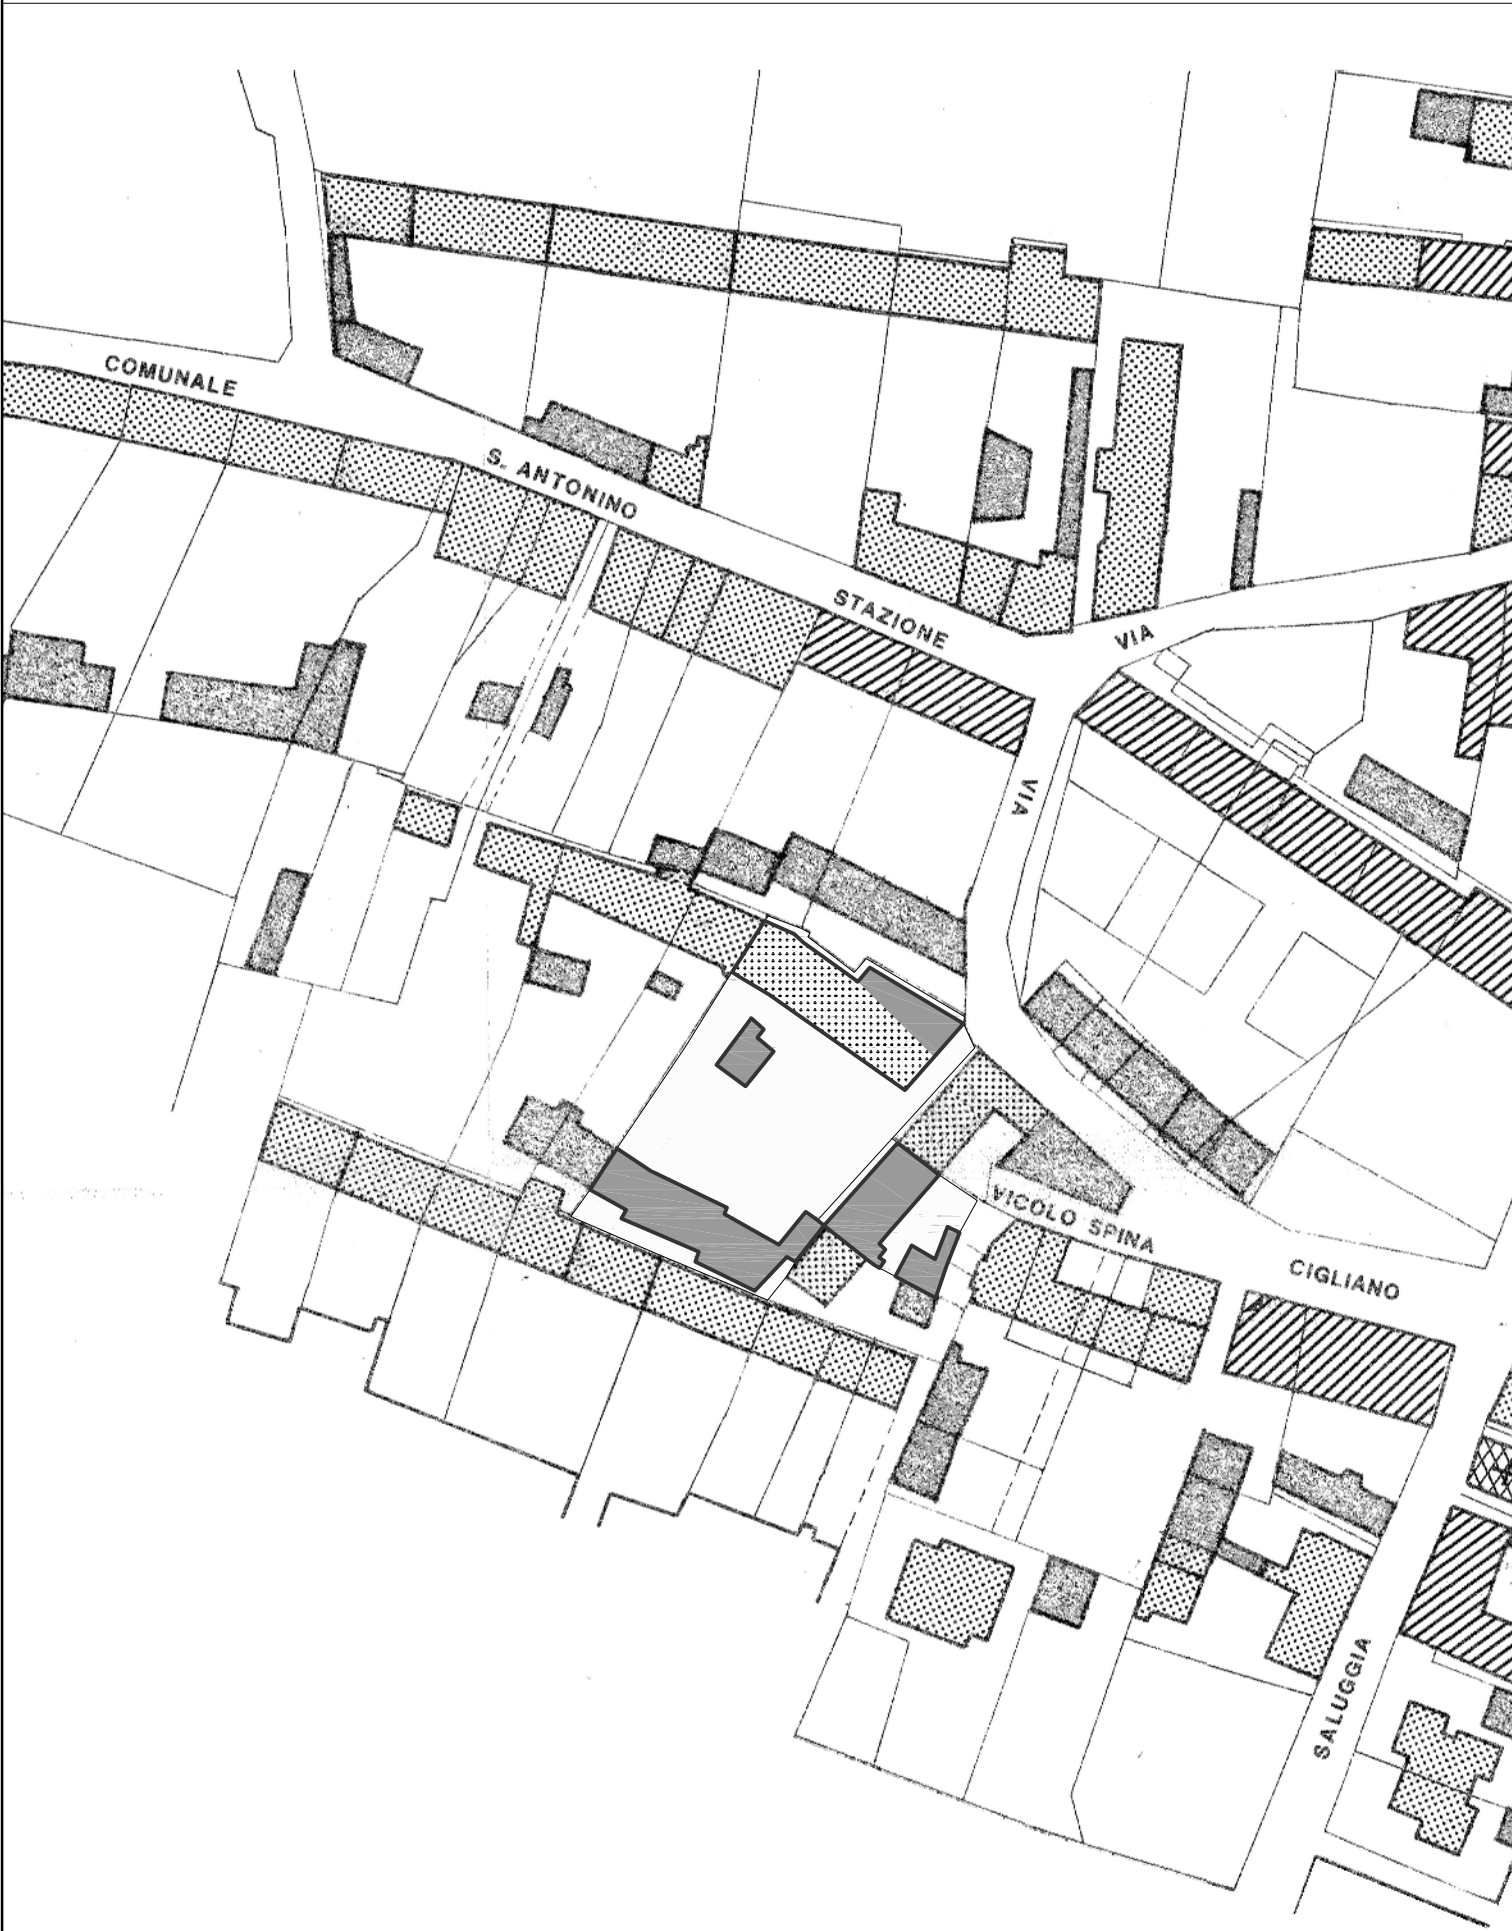 COMUNALE
S. ANTONINO
STAZIONE
VIA
VIA
VICOLO SPINA
CIGLIANO
SALUGGIA